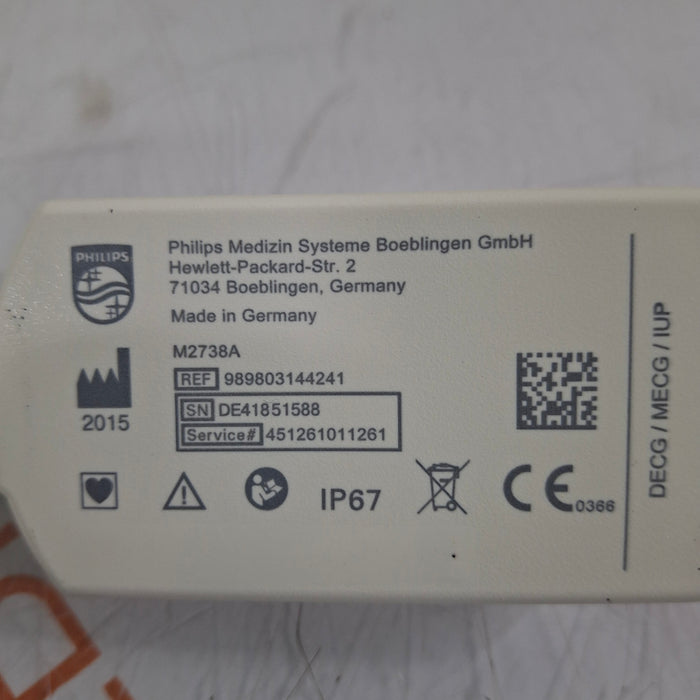 PHILIPS
Philips Medizin Systeme Boeblingen GmbH
Hewlett-Packard-Str. 2
71034 Boeblingen, Germany
Made in Germany
M2738A
REF 989803144241
SN DE41851588
Service# 451261011261
2015
IP67
CE 0366
DECG / MECG / IUP